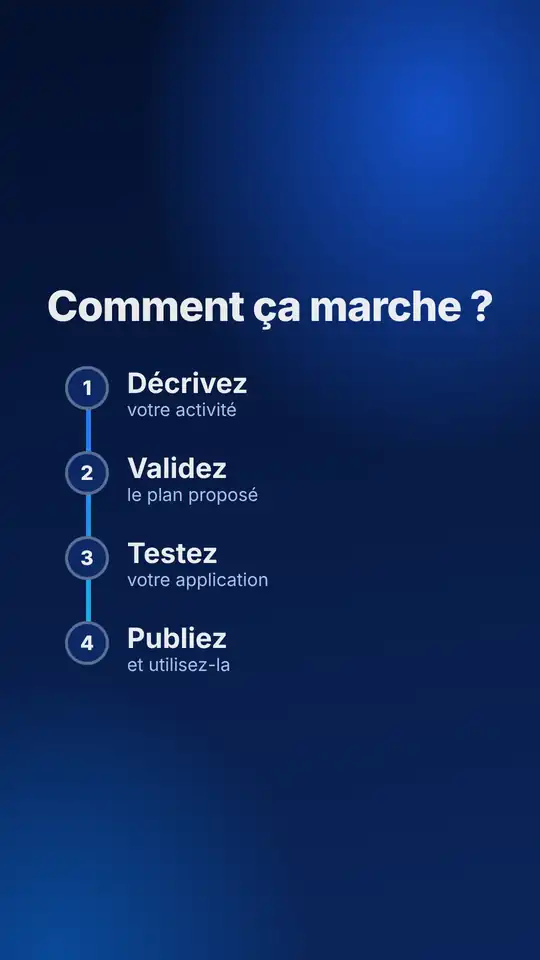 Comment ça marche ?
1
Décrivez
votre activité
2
Validez
le plan proposé
3
Testez
votre application
4
Publiez
et utilisez-la